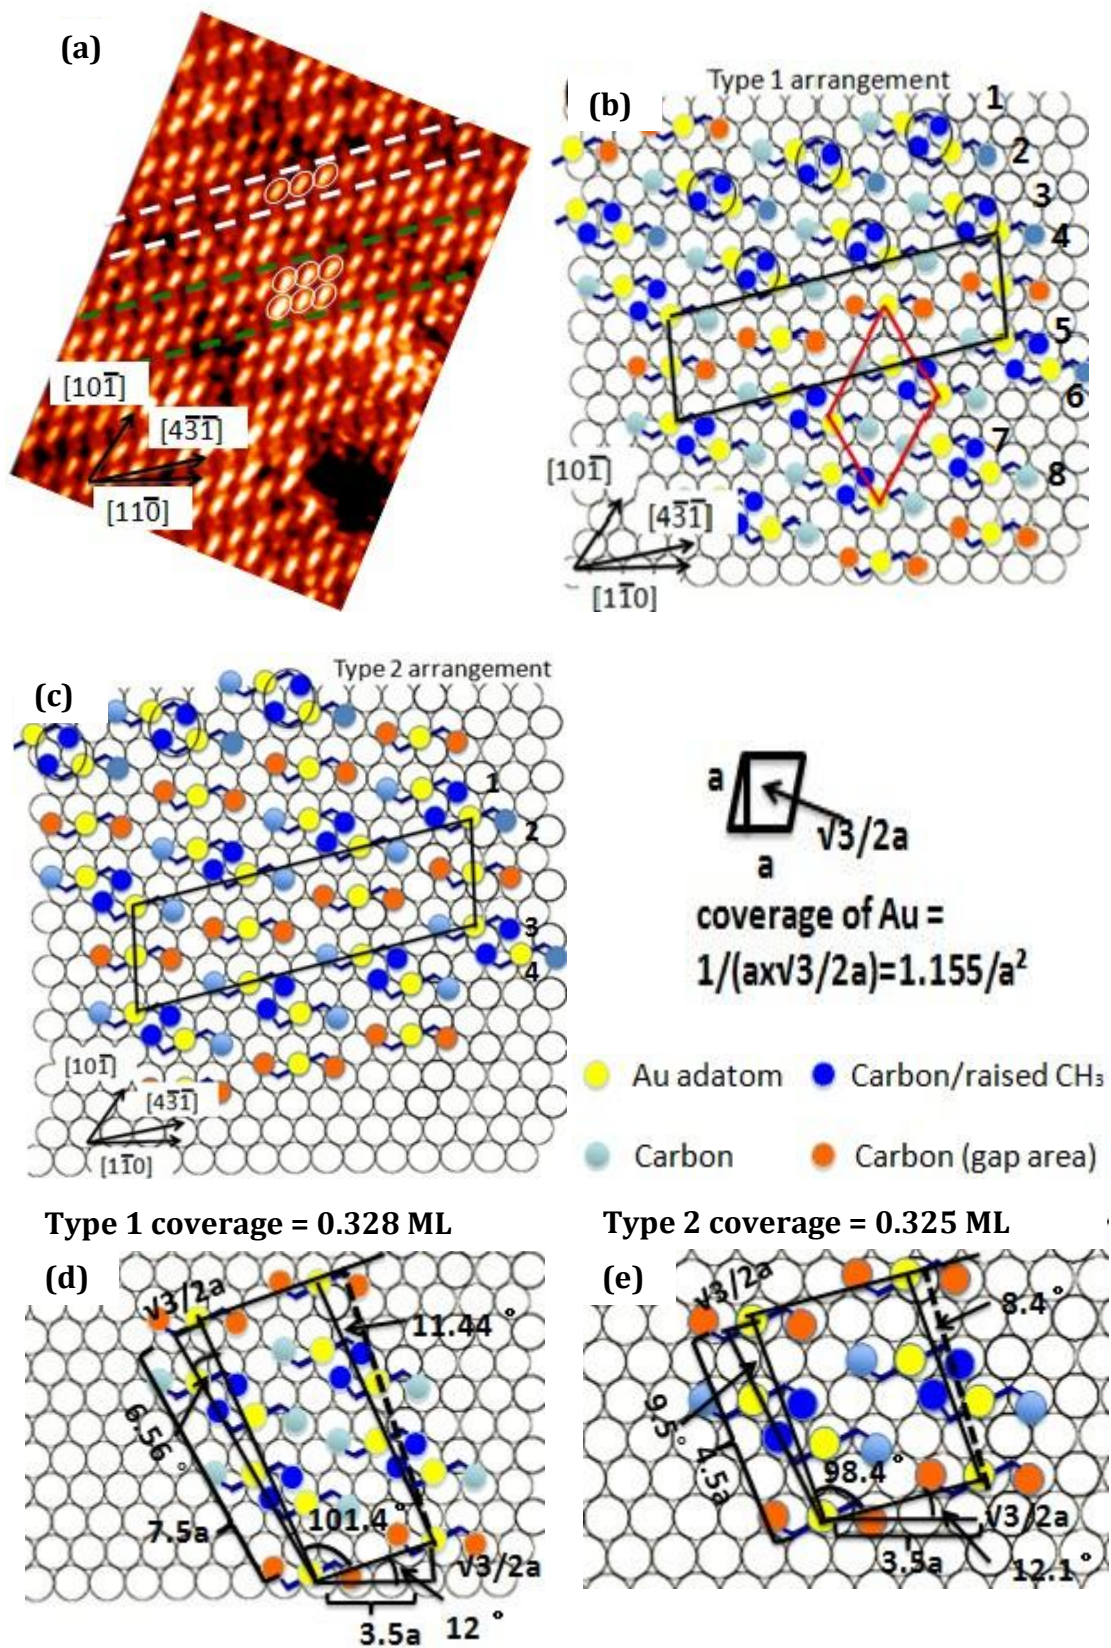 (a)
[101̅]
[43̅1̅]
[110̅]
Type 1 arrangement
(b)
1
2
3
4
5
6
7
8
[101̅]
[43̅1̅]
[11̅0]
Type 2 arrangement
(c)
1
2
3
4
[101̅]
[43̅1̅]
[11̅0]
a
√3/2a
a
coverage of Au =
1/(ax√3/2a)=1.155/a²
Au adatom
Carbon/raised CH₃
Carbon
Carbon (gap area)
Type 1 coverage = 0.328 ML
Type 2 coverage = 0.325 ML
(d)
√3/2a
11.44°
6.56°
7.5a
101.4°
√3/2a
3.5a
12°
(e)
√3/2a
8.4°
9.5°
4.5a
98.4°
√3/2a
3.5a
12.1°